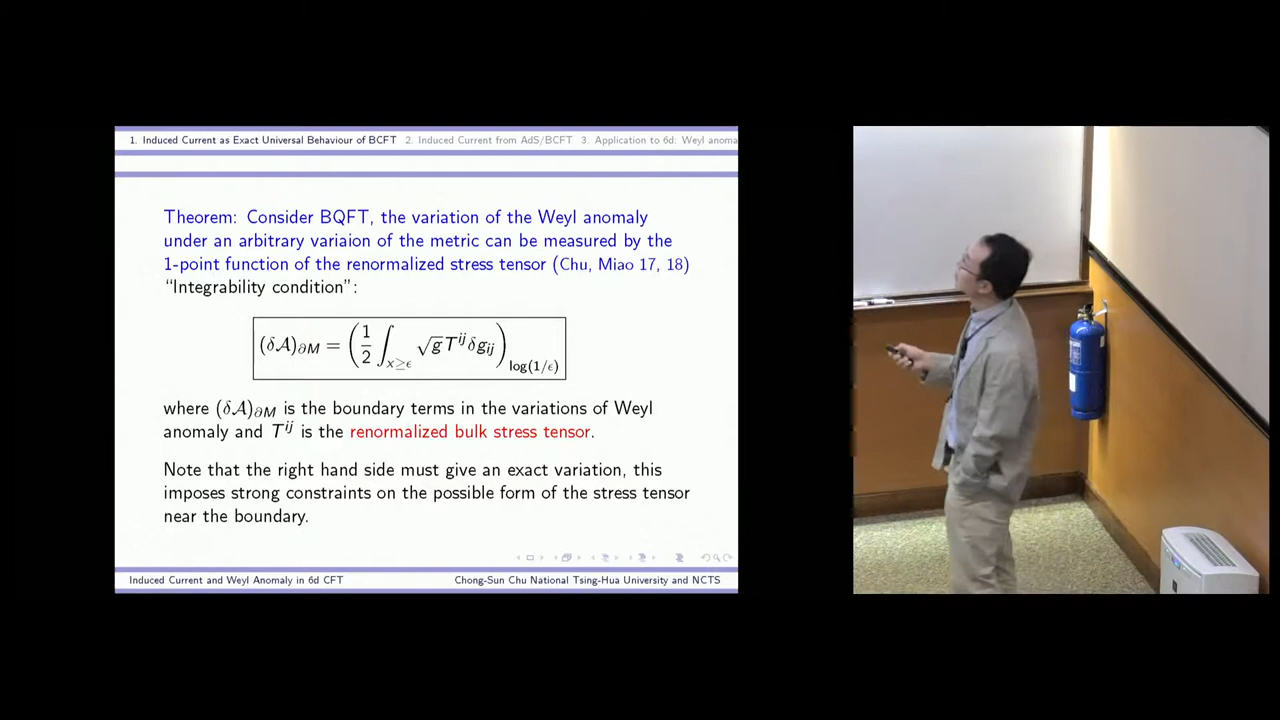 1. Induced Current as Exact Universal Behaviour of BCFT 2. Induced Current from AdS/BCFT 3. Application to 6d: Weyl anoma
Theorem: Consider BQFT, the variation of the Weyl anomaly
under an arbitrary variaion of the metric can be measured by the
1-point function of the renormalized stress tensor (Chu, Miao 17, 18)
“Integrability condition”:
(δ𝒜)_{∂M} = (1/2 ∫_{x≥ϵ} √g T^{ij} δg_{ij})_{log(1/ϵ)}
where (δ𝒜)_{∂M} is the boundary terms in the variations of Weyl
anomaly and T^{ij} is the renormalized bulk stress tensor.
Note that the right hand side must give an exact variation, this
imposes strong constraints on the possible form of the stress tensor
near the boundary.
Induced Current and Weyl Anomaly in 6d CFT Chong-Sun Chu National Tsing-Hua University and NCTS